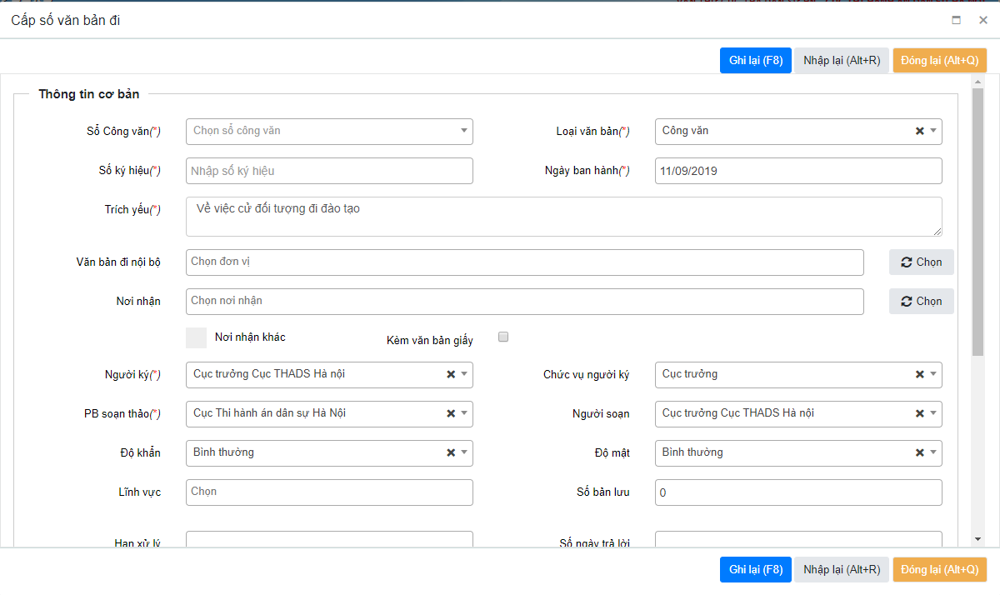 Cấp số văn bản đi
Ghi lại (F8) Nhập lại (Alt+R) Đóng lại (Alt+Q)
Thông tin cơ bản
Sổ Công văn(*) Chọn sổ công văn Loại văn bản(*) Công văn
Số ký hiệu(*) Nhập số ký hiệu Ngày ban hành(*) 11/09/2019
Trích yếu(*) Về việc cử đối tượng đi đào tạo
Văn bản đi nội bộ Chọn đơn vị Chọn
Nơi nhận Chọn nơi nhận Chọn
Nơi nhận khác Kèm văn bản giấy
Người ký(*) Cục trưởng Cục THADS Hà nội Chức vụ người ký Cục trưởng
PB soạn thảo(*) Cục Thi hành án dân sự Hà Nội Người soạn Cục trưởng Cục THADS Hà nội
Độ khẩn Bình thường Độ mật Bình thường
Lĩnh vực Chọn Số bản lưu 0
Hạn xử lý Số ngày trả lời
Ghi lại (F8) Nhập lại (Alt+R) Đóng lại (Alt+Q)